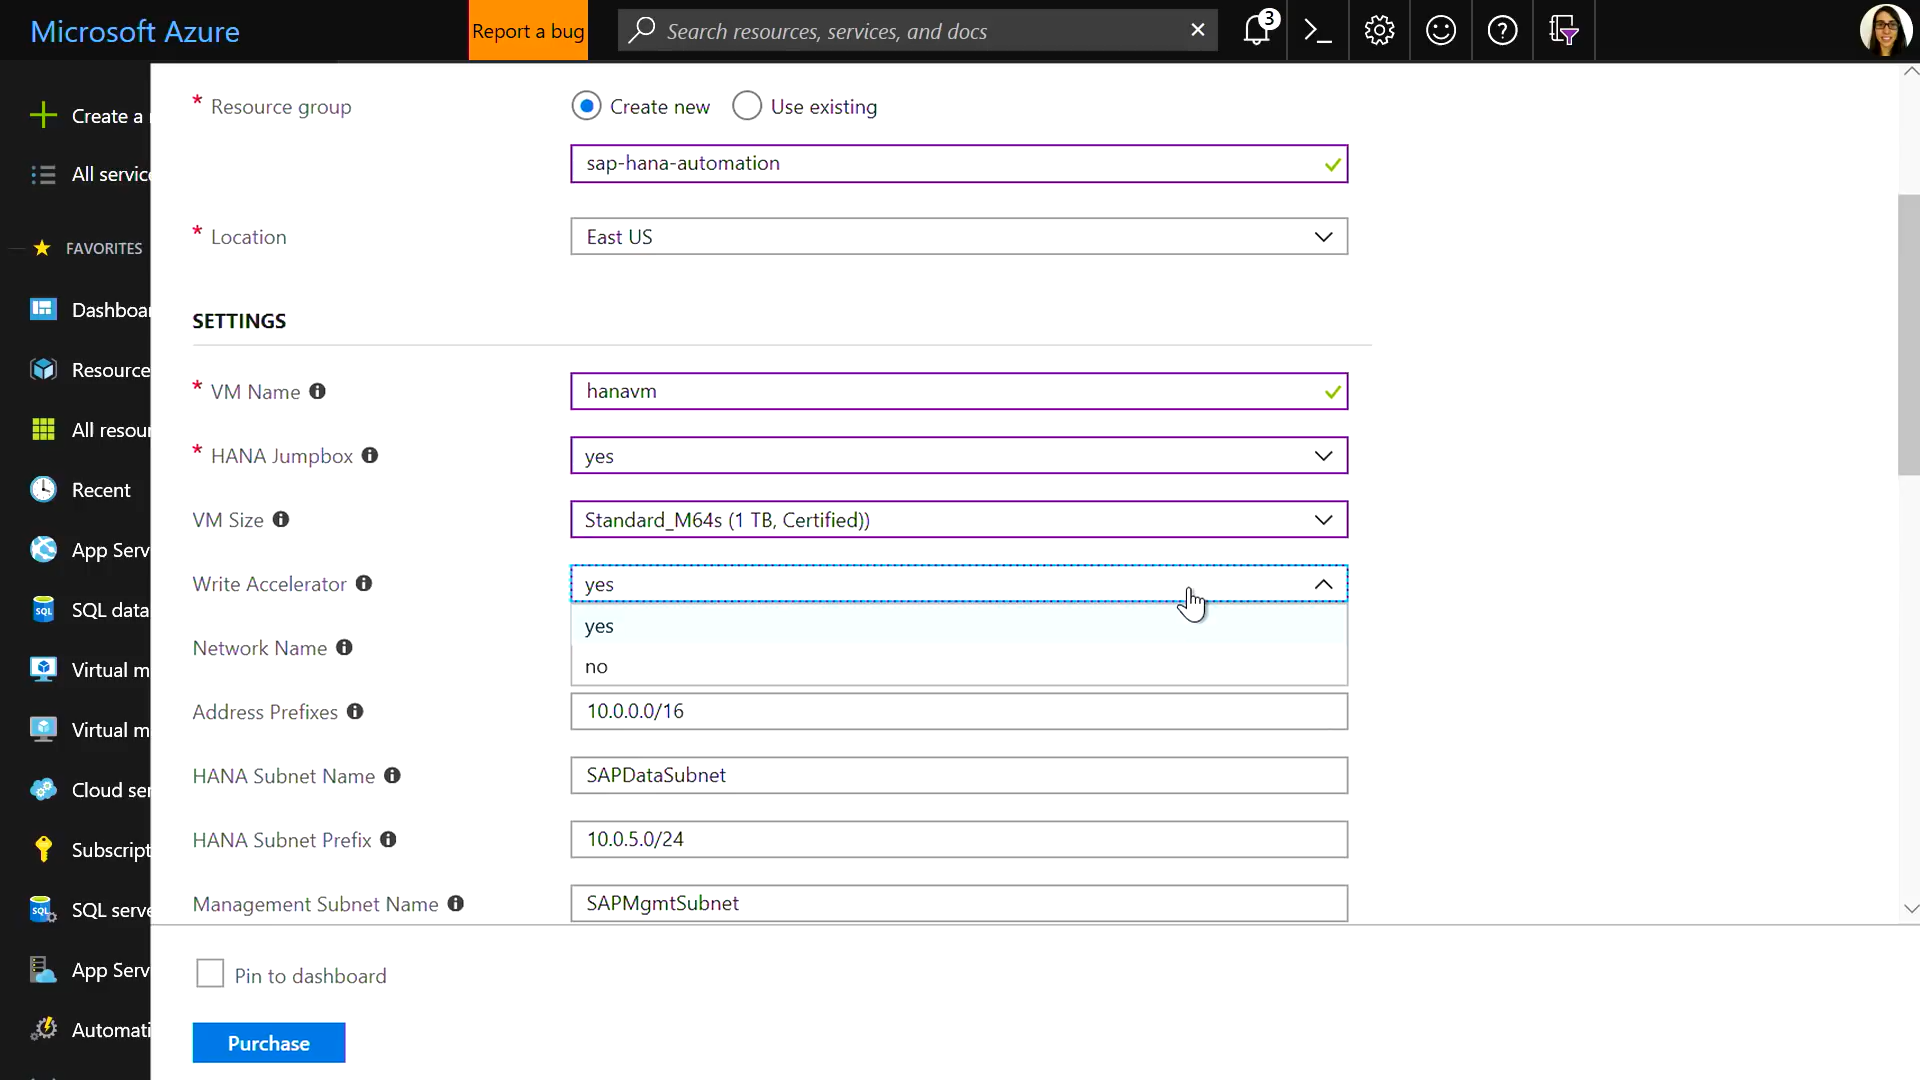 Microsoft Azure
Report a bug
Search resources, services, and docs
3
Create a
All service
FAVORITES
Dashboar
Resource
All resour
Recent
App Serv
SQL data
Virtual m
Virtual m
Cloud ser
Subscript
SQL serve
App Serv
Automati
* Resource group
Create new
Use existing
sap-hana-automation
* Location
East US
SETTINGS
* VM Name
hanavm
* HANA Jumpbox
yes
VM Size
Standard_M64s (1 TB, Certified))
Write Accelerator
yes
yes
no
Network Name
Address Prefixes
10.0.0.0/16
HANA Subnet Name
SAPDataSubnet
HANA Subnet Prefix
10.0.5.0/24
Management Subnet Name
SAPMgmtSubnet
Pin to dashboard
Purchase